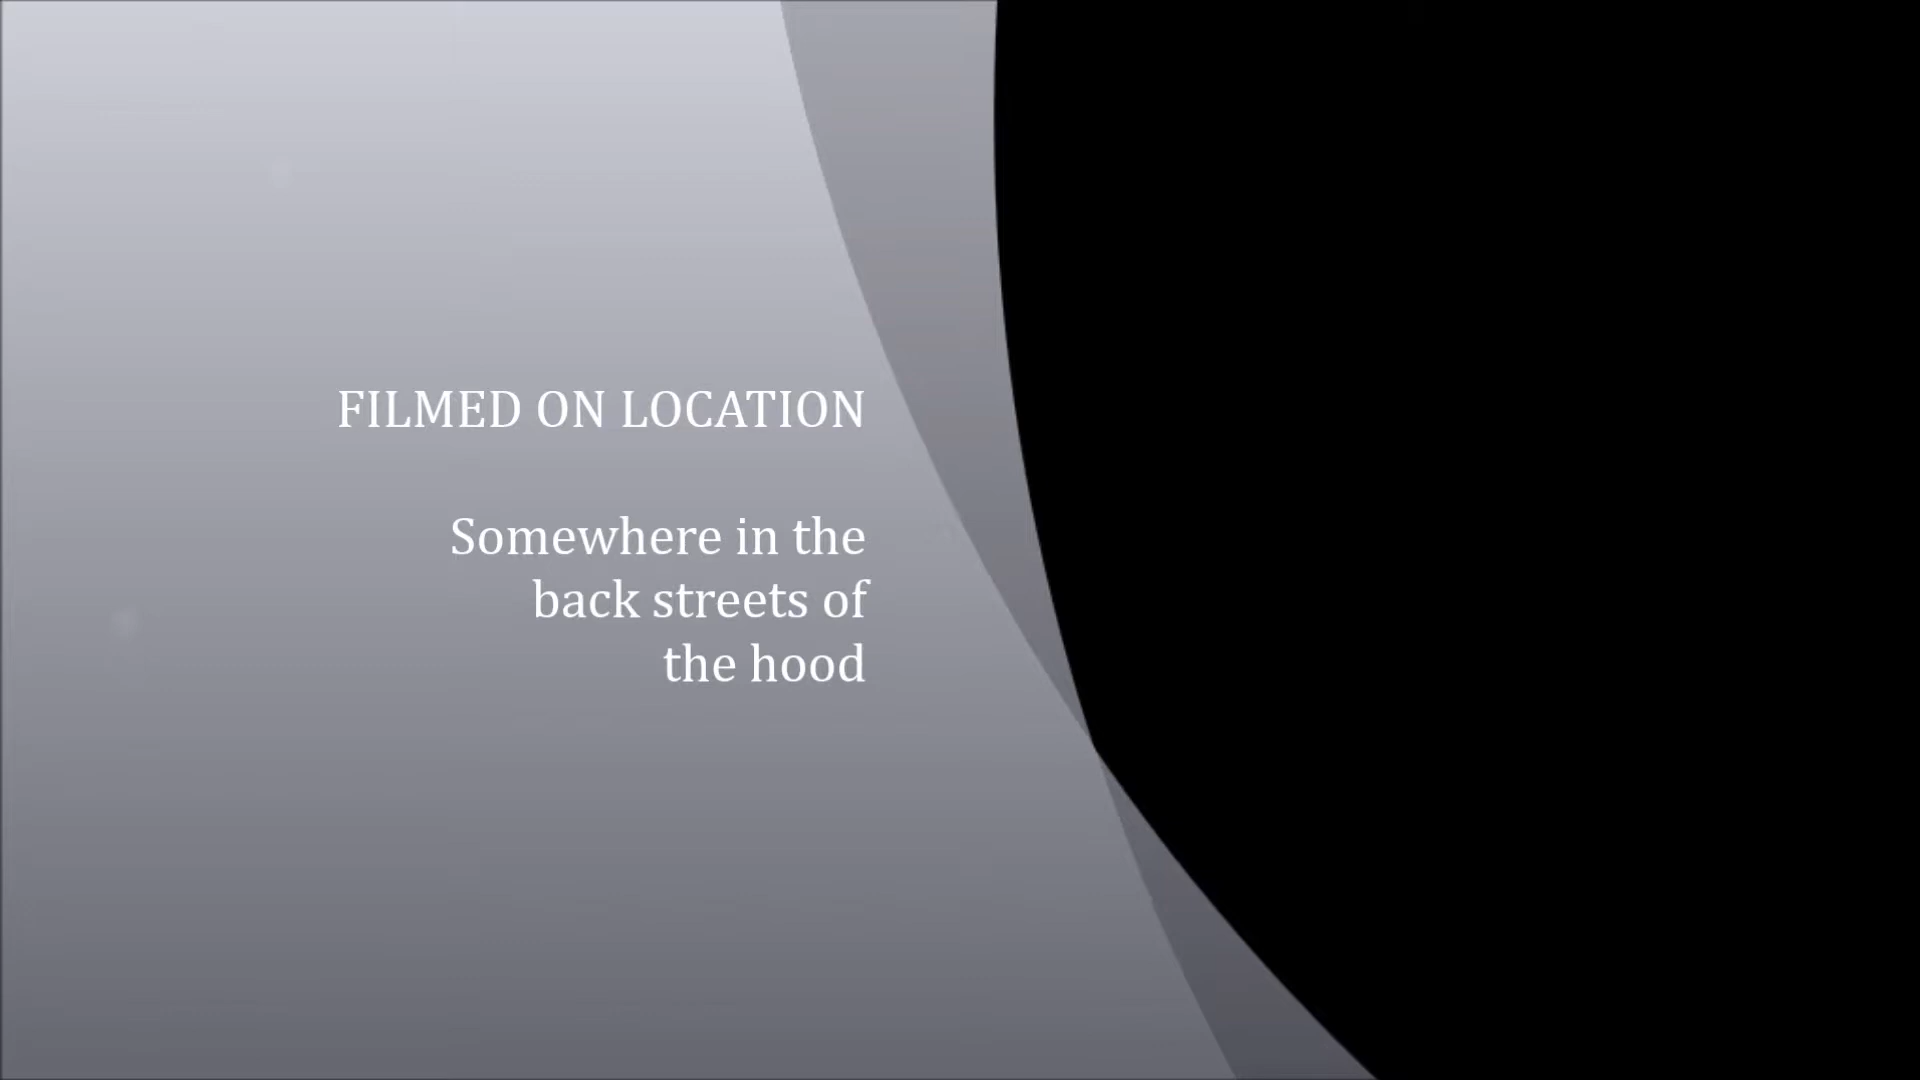 FILMED ON LOCATION
Somewhere in the
back streets of
the hood